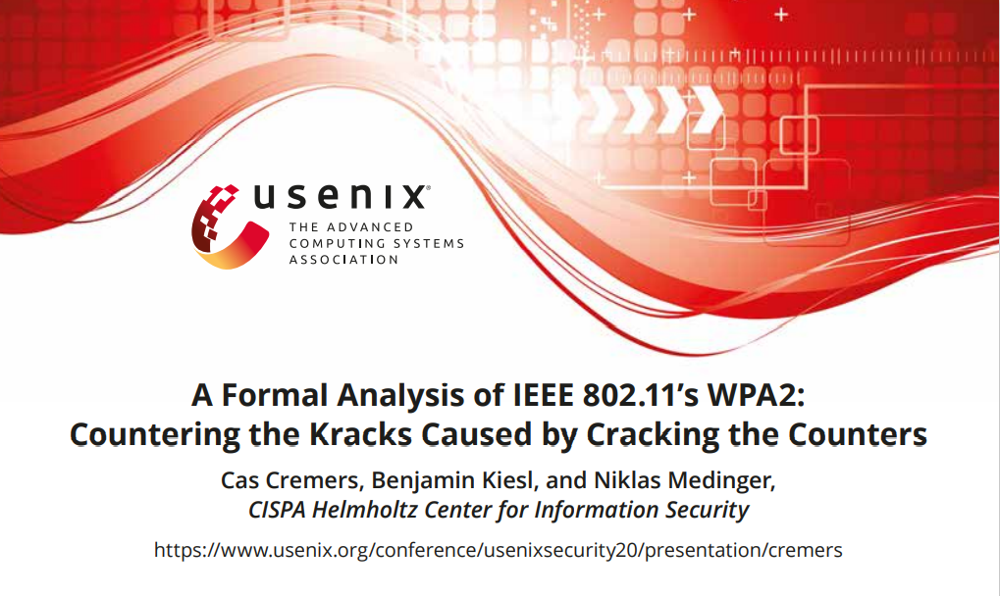 usenix®
THE ADVANCED
COMPUTING SYSTEMS
ASSOCIATION
A Formal Analysis of IEEE 802.11’s WPA2:
Countering the Kracks Caused by Cracking the Counters
Cas Cremers, Benjamin Kiesl, and Niklas Medinger,
CISPA Helmholtz Center for Information Security
https://www.usenix.org/conference/usenixsecurity20/presentation/cremers